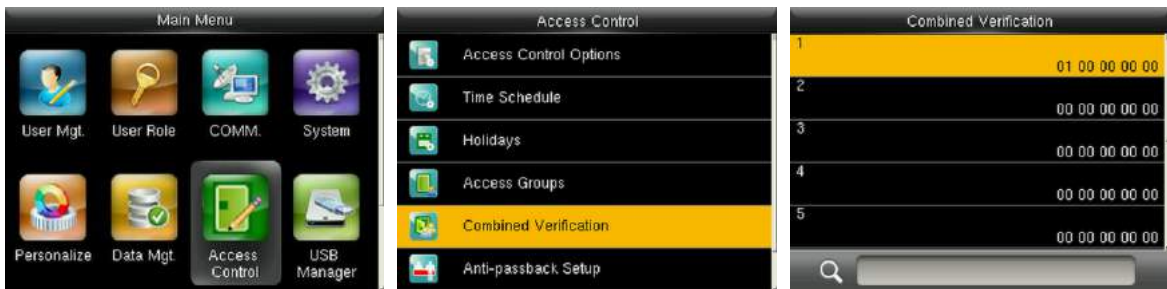 Main Menu
User Mgt.
User Role
COMM.
System
Personalize
Data Mgt.
Access
Control
USB
Manager
Access Control
Access Control Options
Time Schedule
Holidays
Access Groups
Combined Verification
Anti-passback Setup
Combined Verification
1
01 00 00 00 00
2
00 00 00 00 00
3
00 00 00 00 00
4
00 00 00 00 00
5
00 00 00 00 00